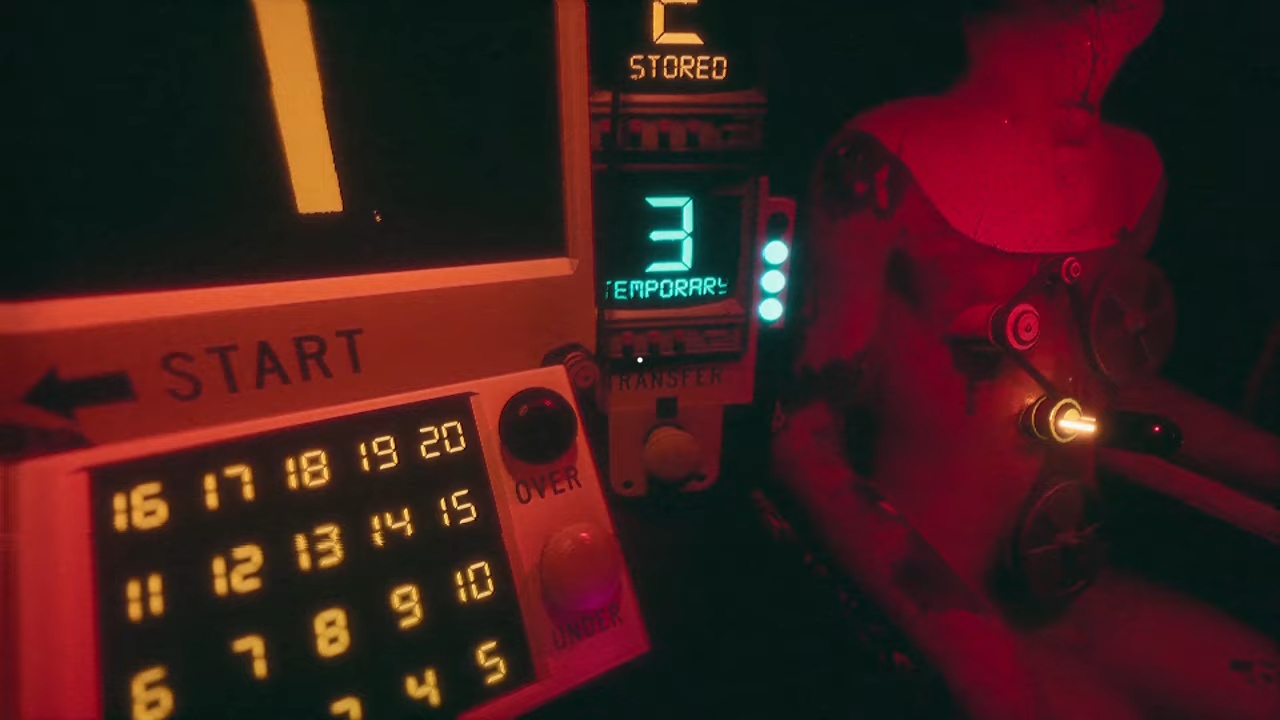 STORED
3
TEMPORARY
TRANSFER
START
16 17 18 19 20
11 12 13 14 15
6 7 8 9 10
4 5
OVER
UNDER